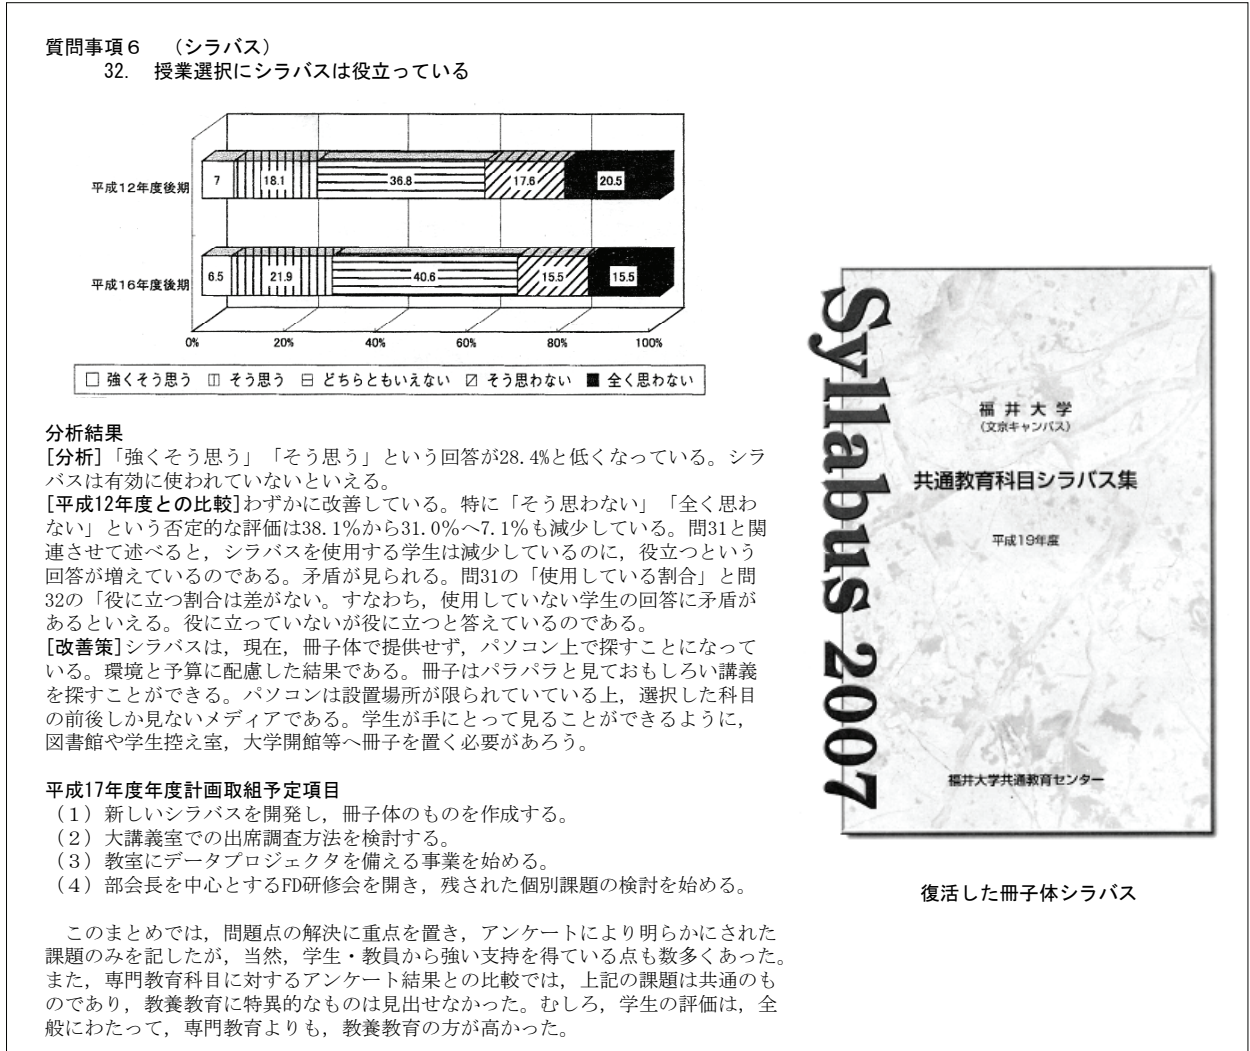 質問事項６　（シラバス）
32.　授業選択にシラバスは役立っている
平成12年度後期
7
18.1
36.8
17.6
20.5
平成16年度後期
6.5
21.9
40.6
15.5
15.5
0%
20%
40%
60%
80%
100%
強くそう思う　そう思う　どちらともいえない　そう思わない　全く思わない
分析結果
[分析]「強くそう思う」「そう思う」という回答が28.4%と低くなっている。シラ
バスは有効に使われていないといえる。
[平成12年度との比較]わずかに改善している。特に「そう思わない」「全く思わ
ない」という否定的な評価は38.1%から31.0%へ7.1%も減少している。問31と関
連させて述べると，シラバスを使用する学生は減少しているのに，役立つという
回答が増えているのである。矛盾が見られる。問31の「使用している割合」と問
32の「役に立つ割合は差がない。すなわち，使用していない学生の回答に矛盾が
あるといえる。役に立っていないが役に立つと答えているのである。
[改善策]シラバスは，現在，冊子体で提供せず，パソコン上で探すことになって
いる。環境と予算に配慮した結果である。冊子はパラパラと見ておもしろい講義
を探すことができる。パソコンは設置場所が限られていている上，選択した科目
の前後しか見ないメディアである。学生が手にとって見ることができるように，
図書館や学生控え室，大学開館等へ冊子を置く必要があろう。
平成17年度年度計画取組予定項目
（１）新しいシラバスを開発し，冊子体のものを作成する。
（２）大講義室での出席調査方法を検討する。
（３）教室にデータプロジェクタを備える事業を始める。
（４）部会長を中心とするFD研修会を開き，残された個別課題の検討を始める。
このまとめでは，問題点の解決に重点を置き，アンケートにより明らかにされた
課題のみを記したが，当然，学生・教員から強い支持を得ている点も数多くあった。
また，専門教育科目に対するアンケート結果との比較では，上記の課題は共通のも
のであり，教養教育に特異的なものは見出せなかった。むしろ，学生の評価は，全
般にわたって，専門教育よりも，教養教育の方が高かった。
Syllabus 2007
福井大学
（文京キャンパス）
共通教育科目シラバス集
平成19年度
福井大学共通教育センター
復活した冊子体シラバス